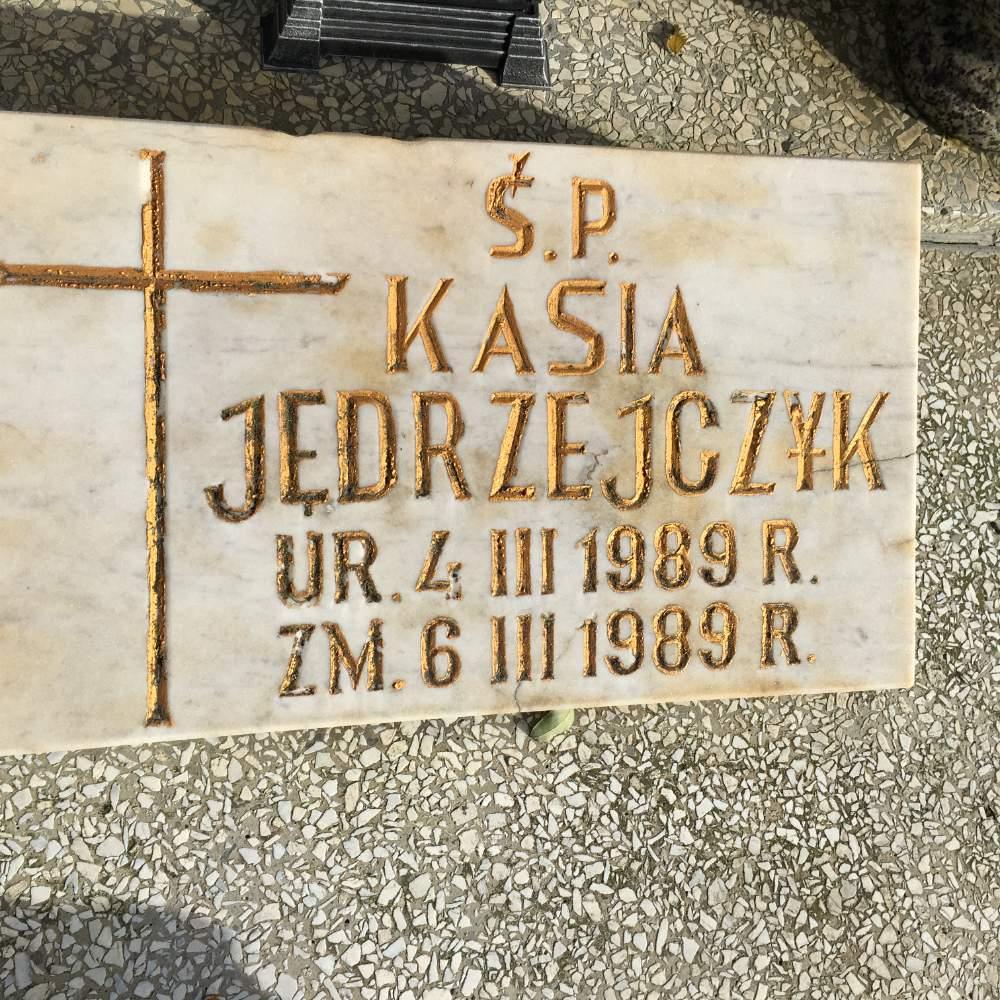 Ś.P.
KASIA
JĘDRZEJCZYK
UR. 4 III 1989 R.
ZM. 6 III 1989 R.